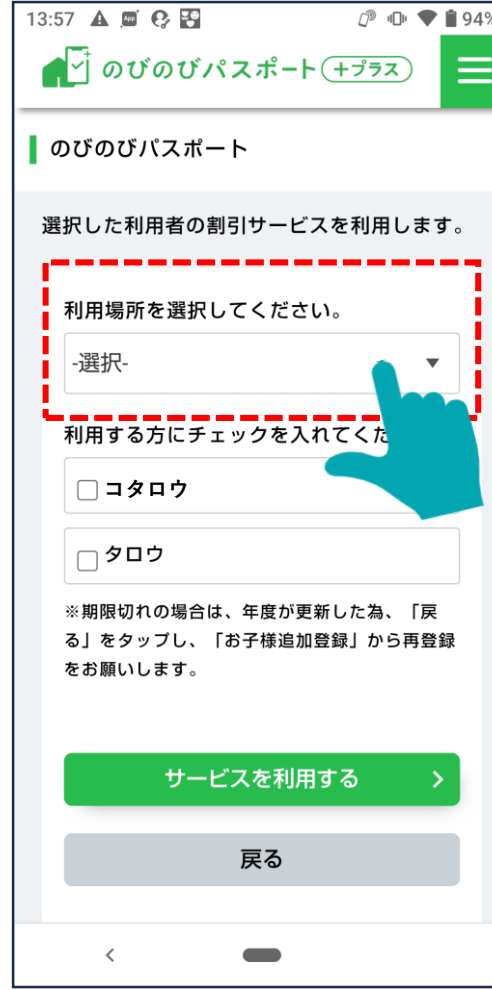 13:57
94%
のびのびパスポート +プラス
のびのびパスポート
選択した利用者の割引サービスを利用します。
利用場所を選択してください。
-選択-
利用する方にチェックを入れてくだ
コタロウ
タロウ
※期限切れの場合は、年度が更新した為、「戻
る」をタップし、「お子様追加登録」から再登録
をお願いします。
サービスを利用する
戻る